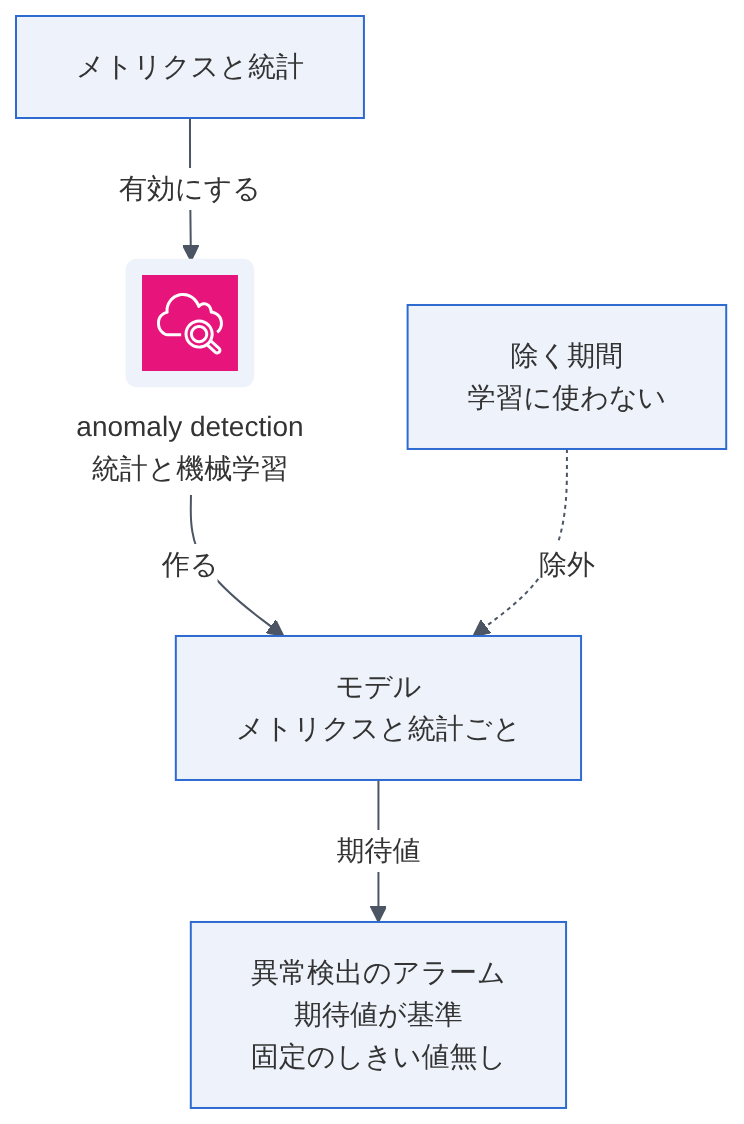 メトリクスと統計
有効にする
anomaly detection
統計と機械学習
除く期間
学習に使わない
作る
除外
モデル
メトリクスと統計ごと
期待値
異常検出のアラーム
期待値が基準
固定のしきい値無し